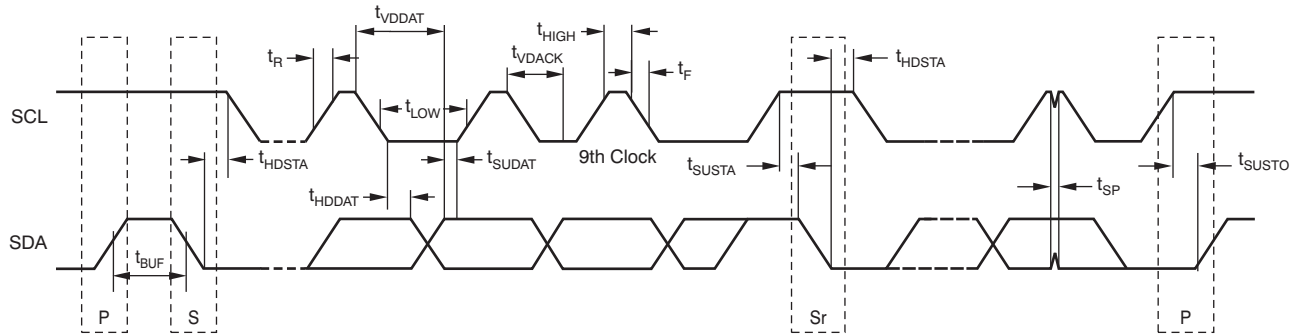 tVDDAT
tHIGH
tR
tVDACK
tF
tHDSTA
SCL
tLOW
tHDSTA
tSUDAT
9th Clock
tSUSTA
tSUSTO
tHDDAT
tSP
SDA
tBUF
P
S
Sr
P